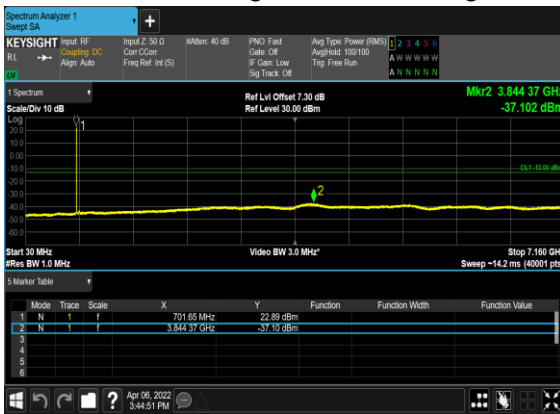 Spectrum Analyzer 1
Swept SA
KEYSIGHT Input: RF Input Z: 50 Ω #Atten: 40 dB PNO: Fast Avg Type: Power (RMS) 1 2 3 4 5 6
RL Coupling: DC Corr CCorr Gate: Off Avg|Hold: 100/100 A W W W W W
Align: Auto Freq Ref: Int (S) IF Gain: Low Trig: Free Run
LV Sig Track: Off A N N N N N
1 Spectrum Ref Lvl Offset 7.30 dB Mkr2 3.844 37 GHz
Scale/Div 10 dB Ref Level 30.00 dBm -37.102 dBm
Log
20.0
10.0
0.00
-10.0
DL1 -13.00 dBm
-20.0
-30.0
-40.0
-50.0
-60.0
1
2
Start 30 MHz Video BW 3.0 MHz* Stop 7.160 GHz
#Res BW 1.0 MHz Sweep ~14.2 ms (40001 pts)
5 Marker Table
Mode Trace Scale X Y Function Function Width Function Value
1 N 1 f 701.65 MHz 22.89 dBm
2 N 1 f 3.844 37 GHz -37.10 dBm
3
4
5
6
? Apr 06, 2022
3:44:51 PM